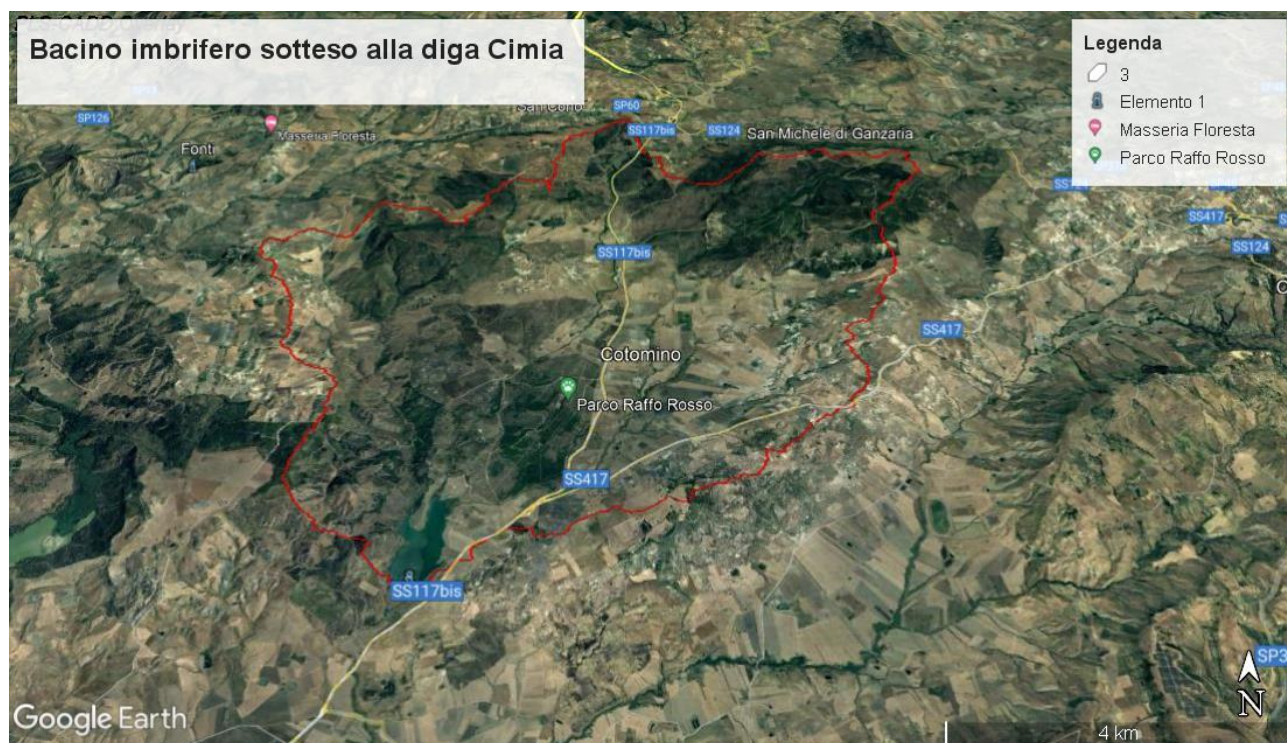 Bacino imbrifero sotteso alla diga Cimia
Legenda
3
Elemento 1
Masseria Floresta
Parco Raffo Rosso
SP126
Masseria Floresta
Fonti
SP60
SS117bis
SS124
San Michele di Ganzaria
SS124
SS417
SS124
SS117bis
SS417
Cotomino
Parco Raffo Rosso
SS417
SS117bis
SP3
N
4 km
Google Earth